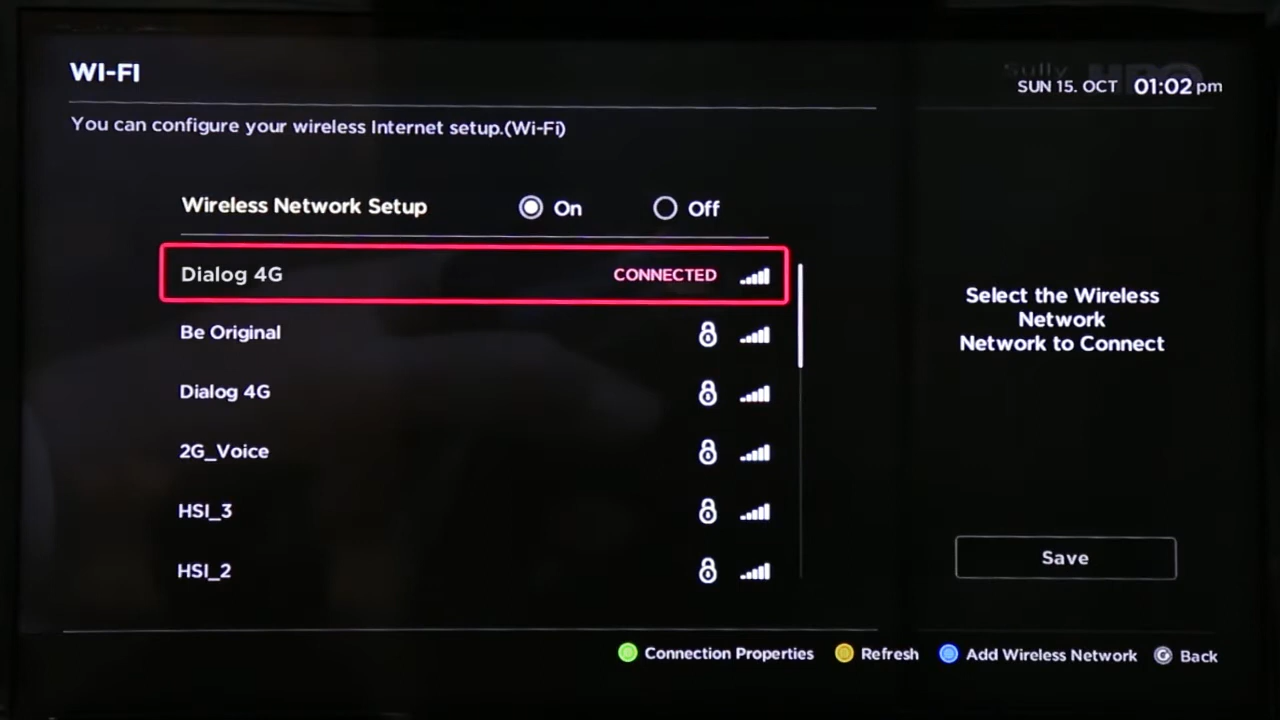 WI-FI
Sully HBO
SUN 15. OCT 01:02 pm
You can configure your wireless Internet setup.(Wi-Fi)
Wireless Network Setup On Off
Dialog 4G CONNECTED
Be Original
Dialog 4G
2G_Voice
HSI_3
HSI_2
Select the Wireless
Network
Network to Connect
Save
Connection Properties Refresh Add Wireless Network Back